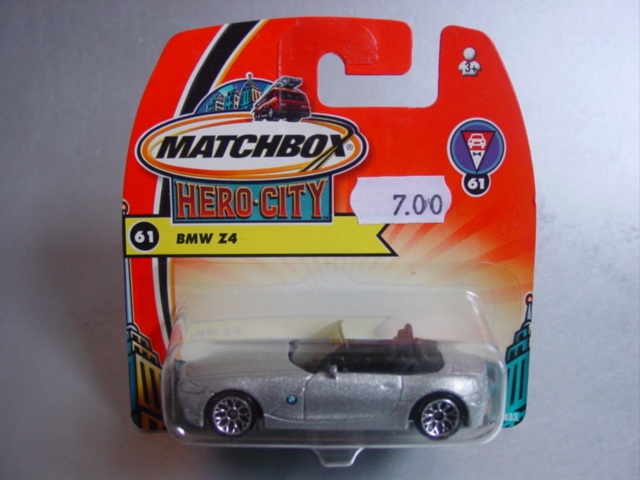 3+
MATCHBOX®
HERO·CITY
61
7.00
61 BMW Z4